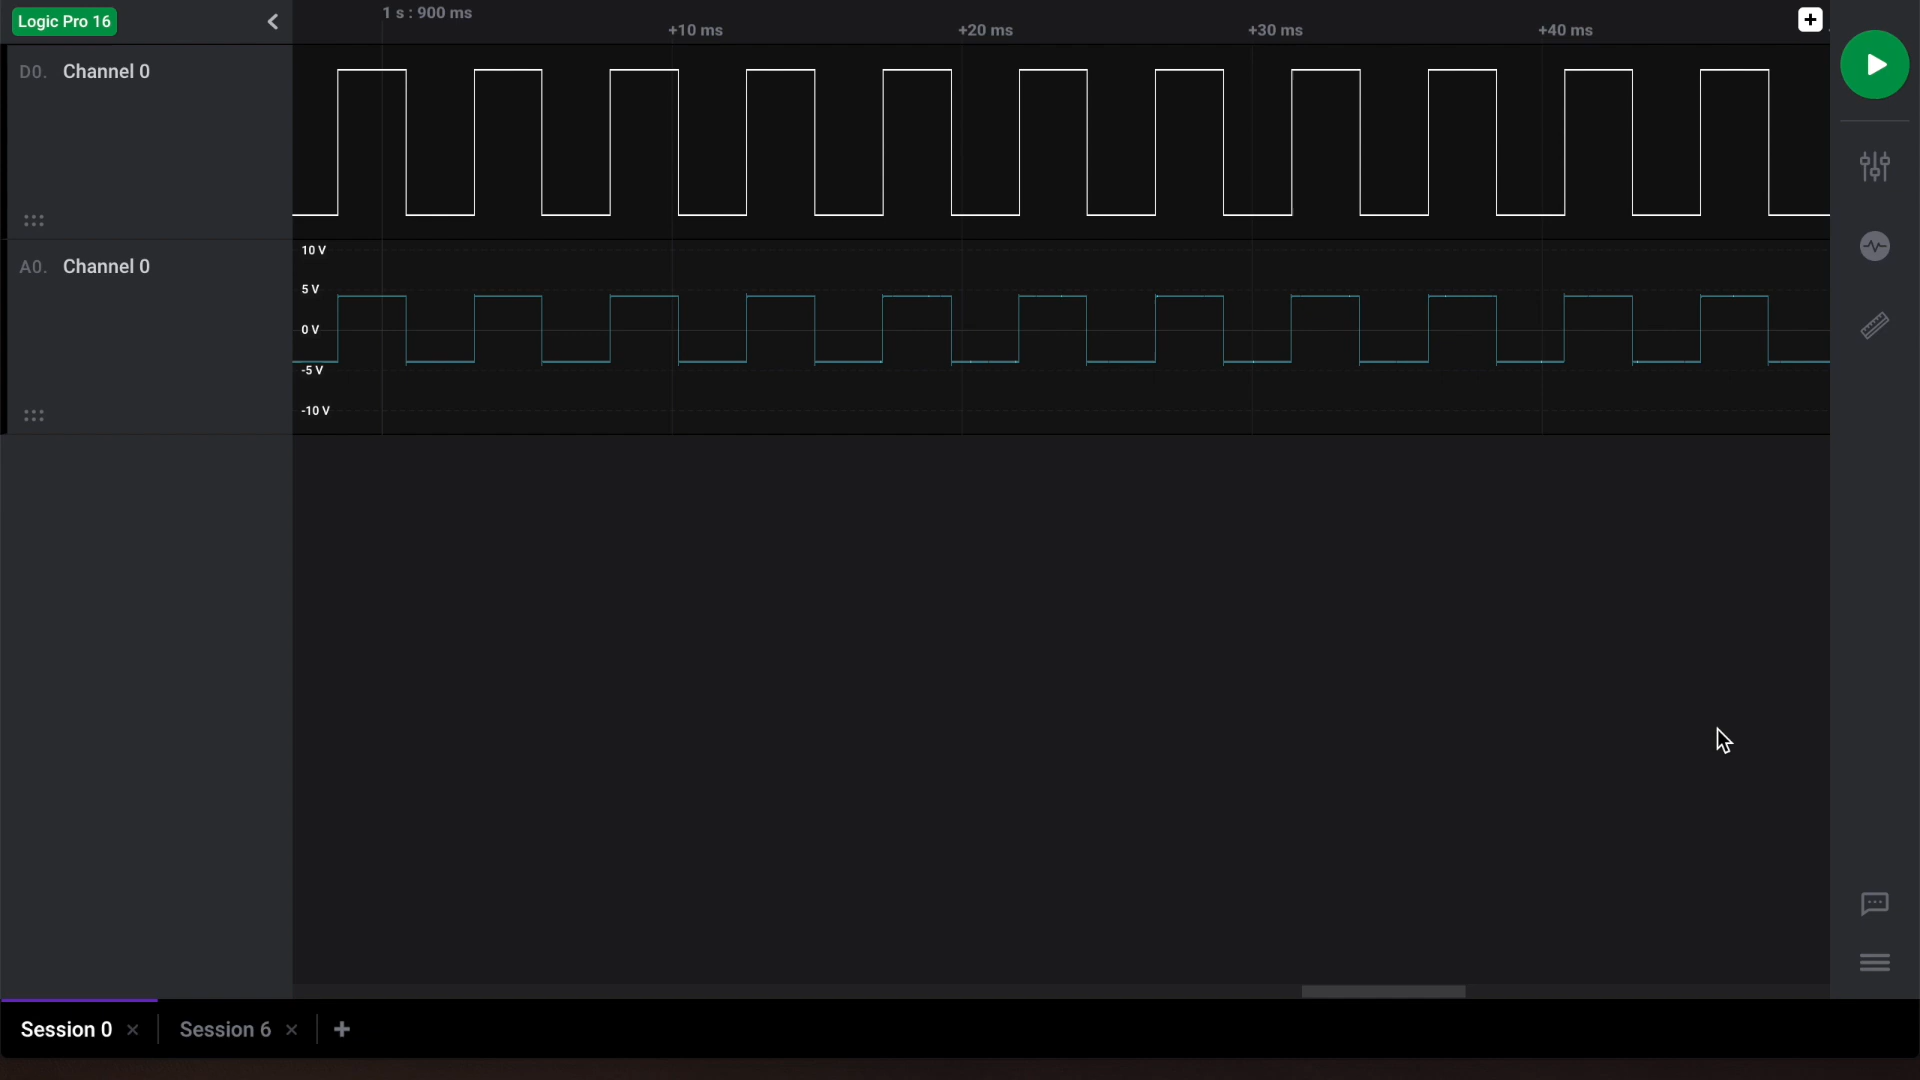 Logic Pro 16
1 s : 900 ms
+10 ms
+20 ms
+30 ms
+40 ms
D0. Channel 0
A0. Channel 0
10 V
5 V
0 V
-5 V
-10 V
Session 0
Session 6